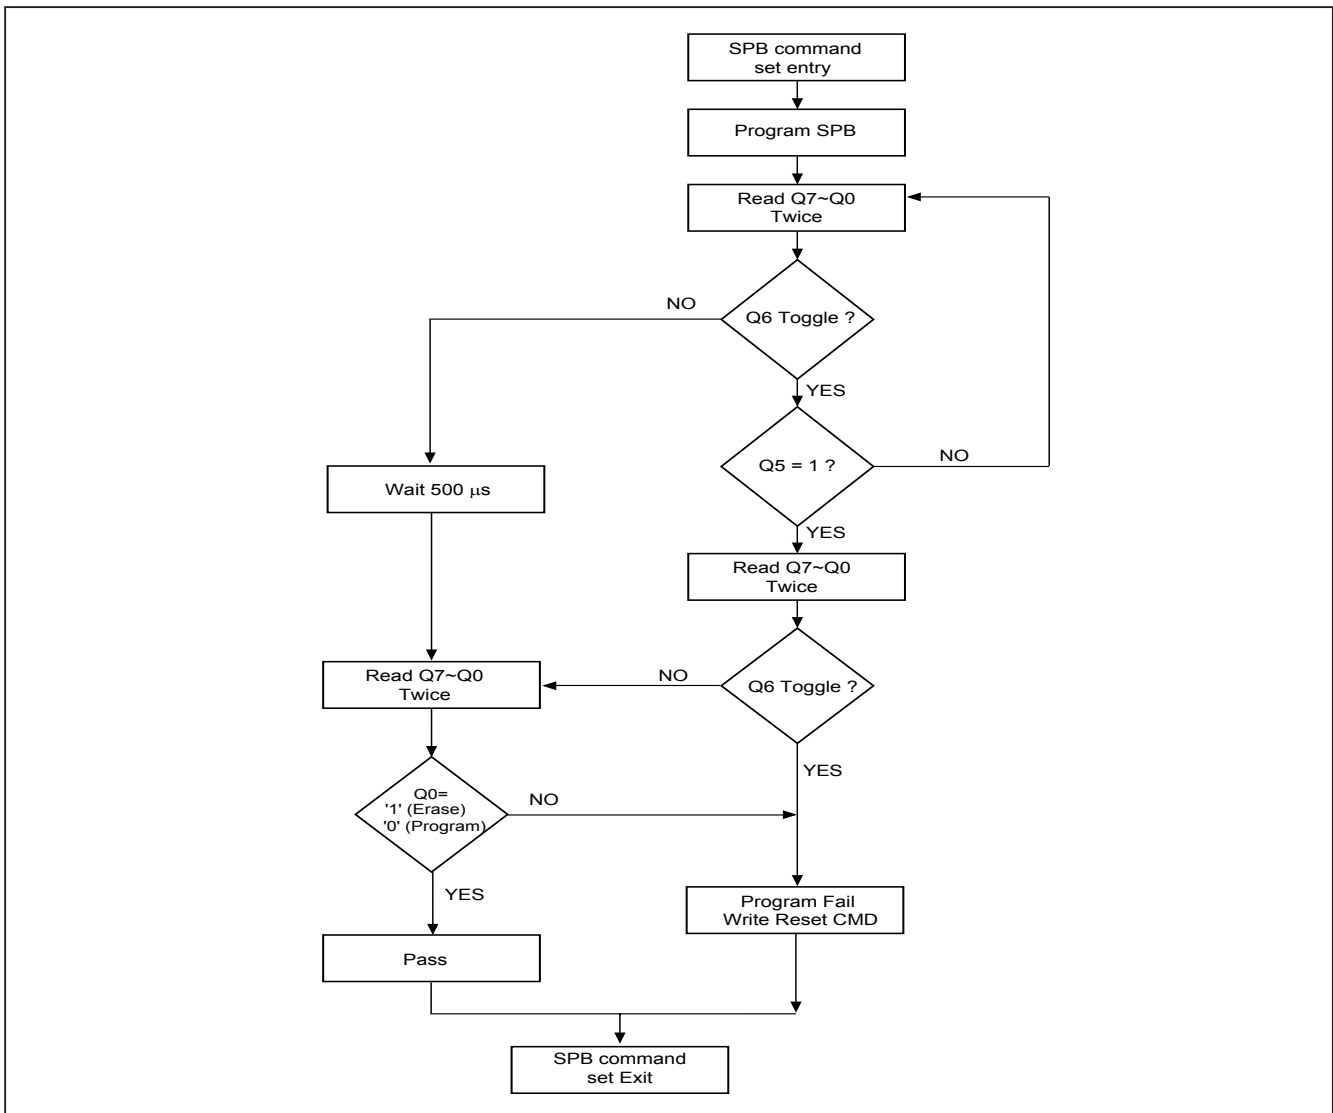 SPB command
set entry
Program SPB
Read Q7~Q0
Twice
NO
Q6 Toggle ?
YES
Q5 = 1 ?
NO
Wait 500 μs
YES
Read Q7~Q0
Twice
Read Q7~Q0
Twice
NO
Q6 Toggle ?
YES
Q0=
'1' (Erase)
'0' (Program)
NO
YES
Program Fail
Write Reset CMD
Pass
SPB command
set Exit